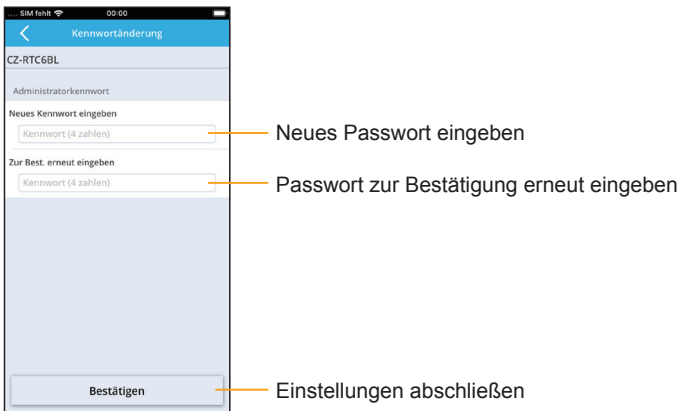 .... SIM fehlt 00:00
Kennwortänderung
CZ-RTC6BL
Administratorkennwort
Neues Kennwort eingeben
Kennwort (4 zahlen)
Neues Passwort eingeben
Zur Best. erneut eingeben
Kennwort (4 zahlen)
Passwort zur Bestätigung erneut eingeben
Bestätigen
Einstellungen abschließen